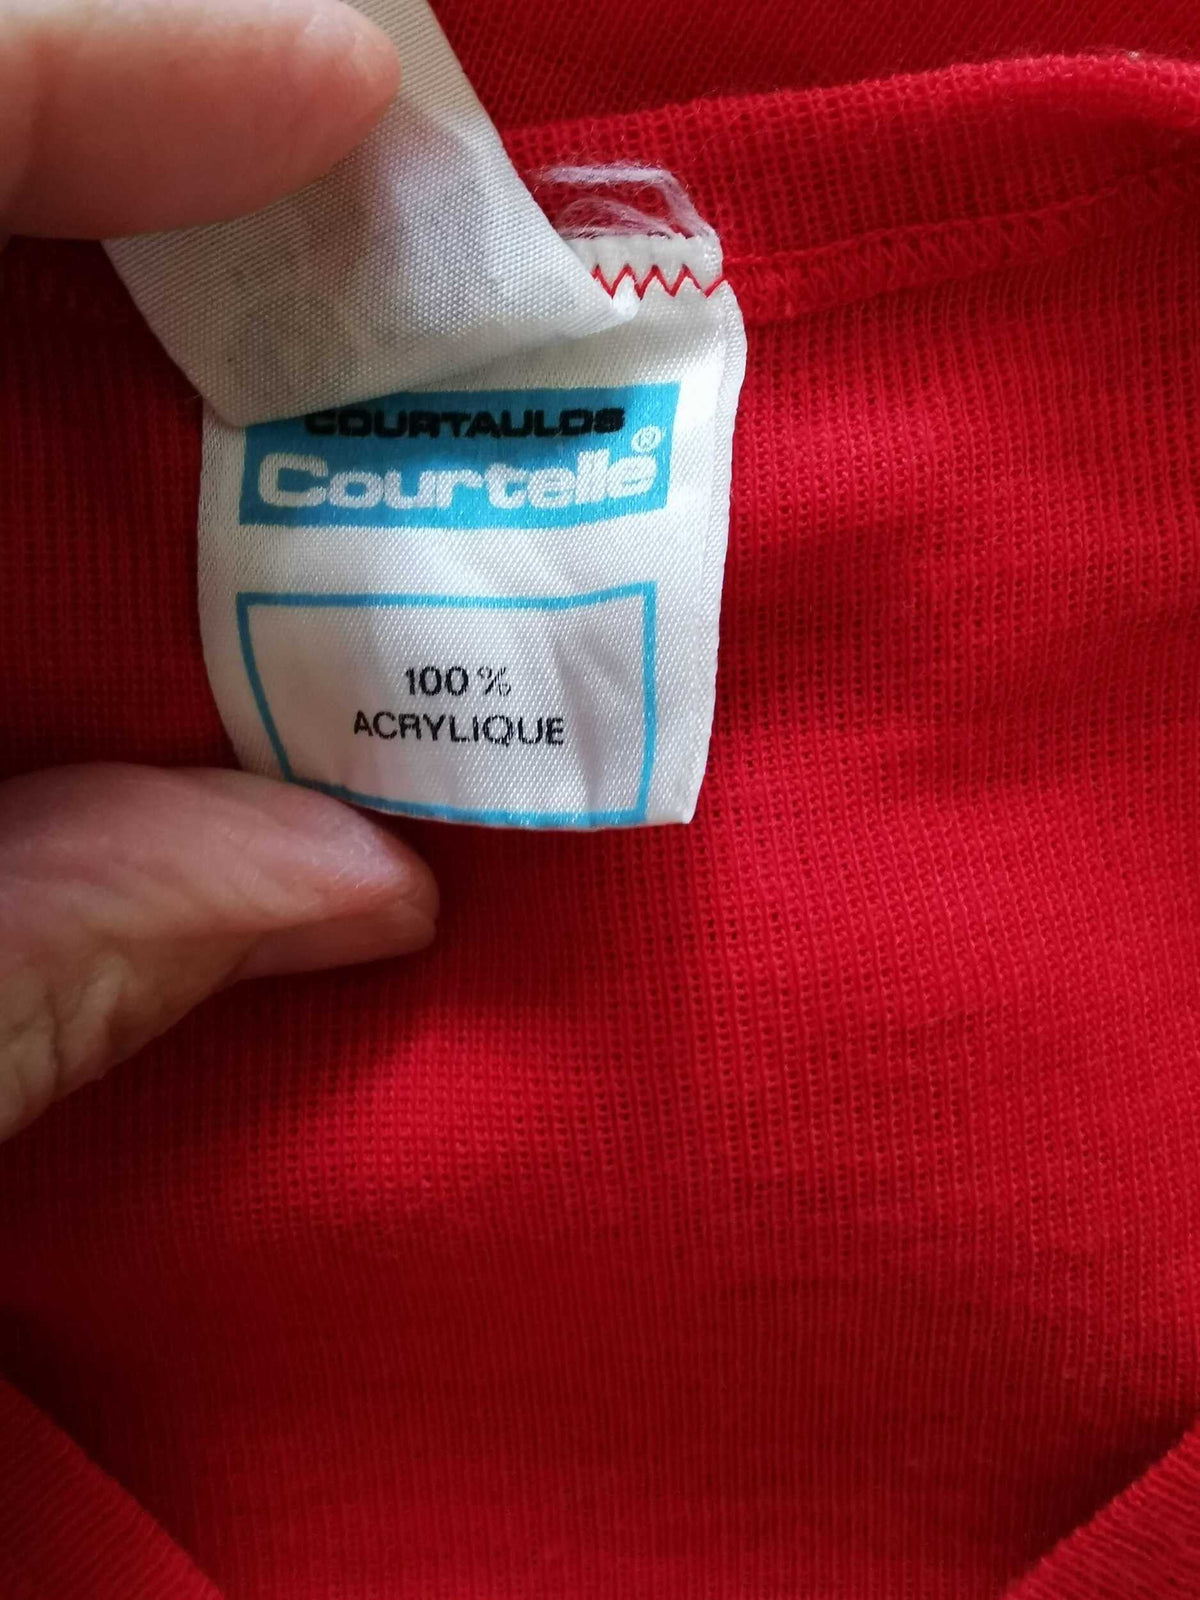 COURTAULDS
Courtelle®
100%
ACRYLIQUE